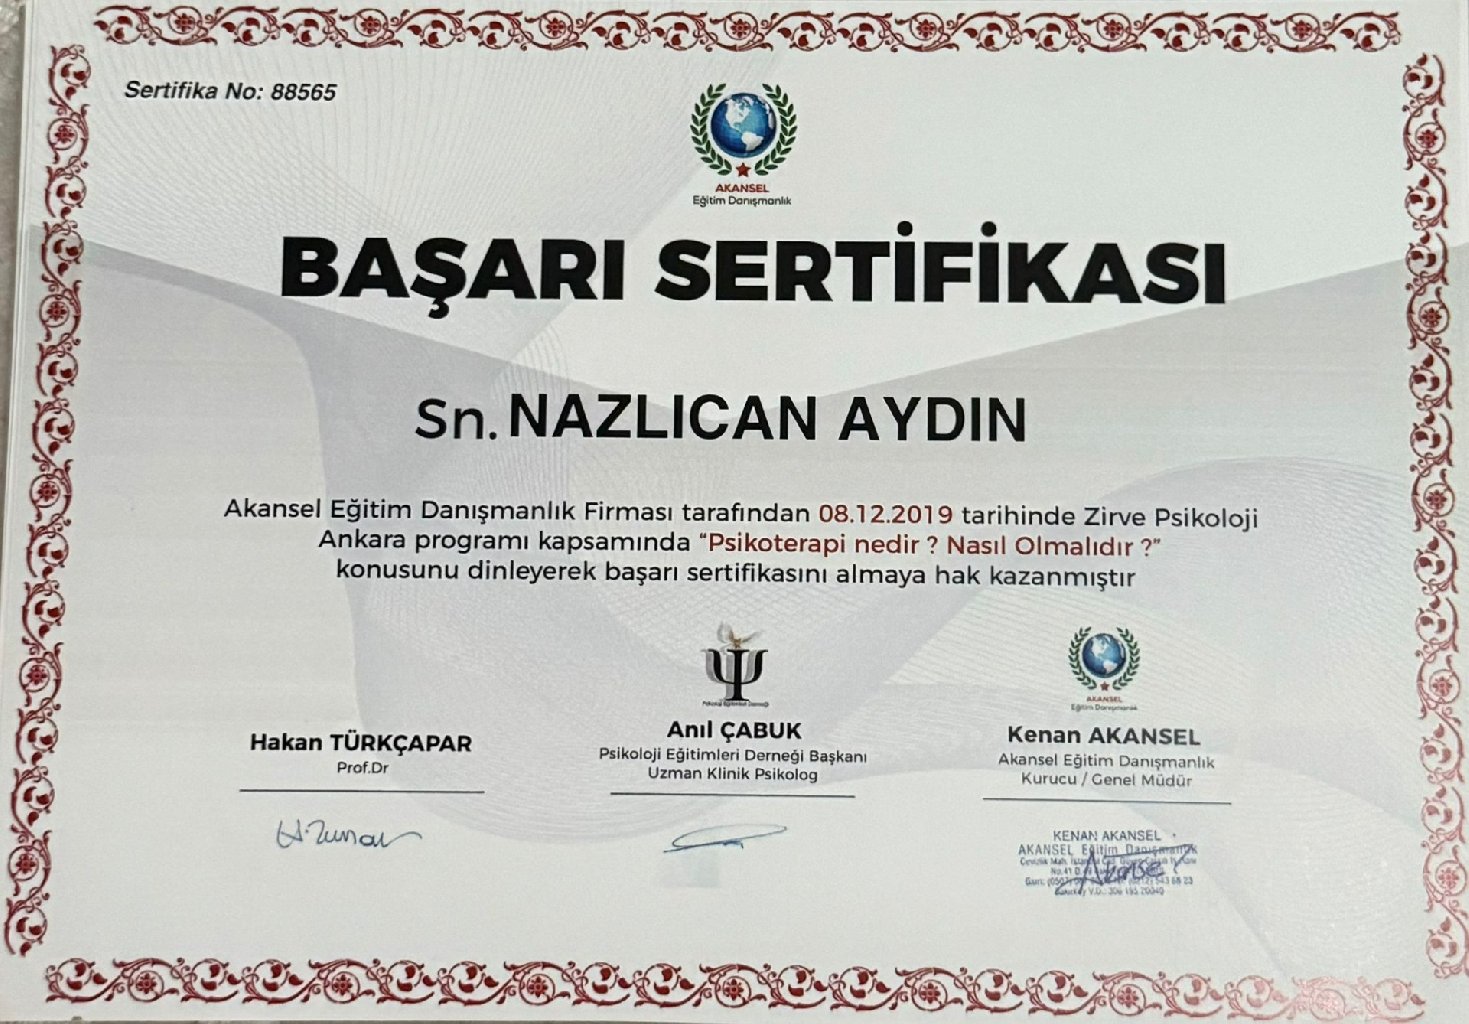 Sertifika No: 88565
AKANSEL
Eğitim Danışmanlık
BAŞARI SERTİFİKASI
Sn. NAZLICAN AYDIN
Akansel Eğitim Danışmanlık Firması tarafından 08.12.2019 tarihinde Zirve Psikoloji
Ankara programı kapsamında “Psikoterapi nedir ? Nasıl Olmalıdır ?”
konusunu dinleyerek başarı sertifikasını almaya hak kazanmıştır
Psikoloji Eğitimleri Derneği
AKANSEL
Eğitim Danışmanlık
Hakan TÜRKÇAPAR
Prof.Dr
Anıl ÇABUK
Psikoloji Eğitimleri Derneği Başkanı
Uzman Klinik Psikolog
Kenan AKANSEL
Akansel Eğitim Danışmanlık
Kurucu / Genel Müdür
KENAN AKANSEL
AKANSEL Eğitim Danışmanlık